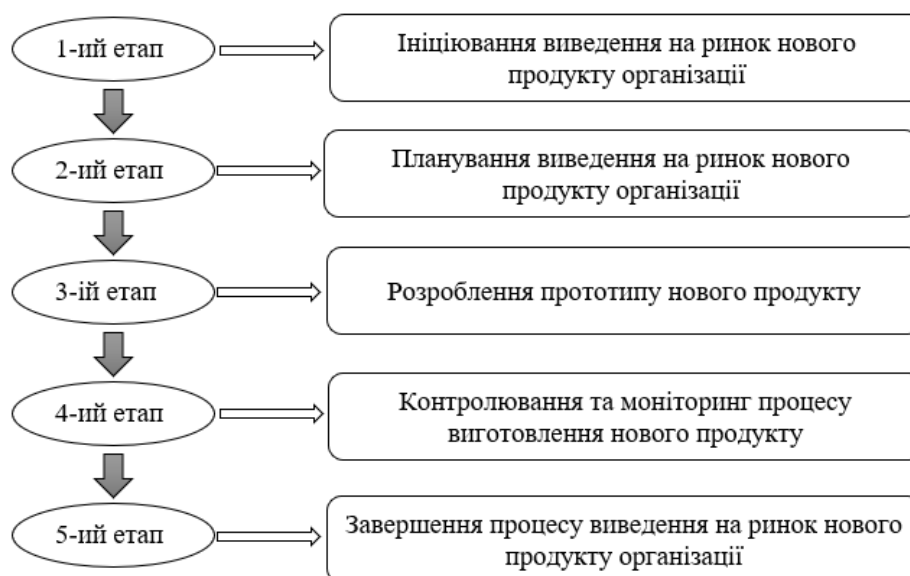 1-ий етап
Ініціювання виведення на ринок нового
продукту організації
2-ий етап
Планування виведення на ринок нового
продукту організації
3-ій етап
Розроблення прототипу нового продукту
4-ий етап
Контролювання та моніторинг процесу
виготовлення нового продукту
5-ий етап
Завершення процесу виведення на ринок нового
продукту організації